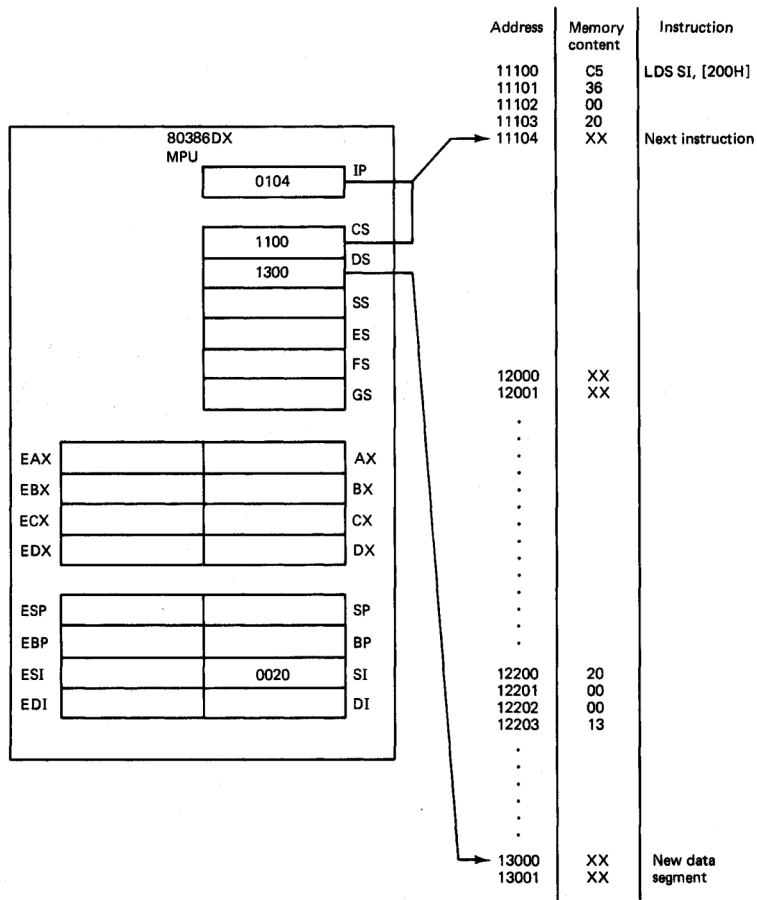 Address Memory content Instruction
11100 C5 LDS SI, [200H]
11101 36
11102 00
11103 20
11104 XX Next instruction
80386DX
MPU
0104 IP
1100 CS
1300 DS
SS
ES
FS
GS
12000 XX
12001 XX
EAX AX
EBX BX
ECX CX
EDX DX
ESP SP
EBP BP
ESI 0020 SI
EDI DI
12200 20
12201 00
12202 00
12203 13
13000 XX New data
13001 XX segment